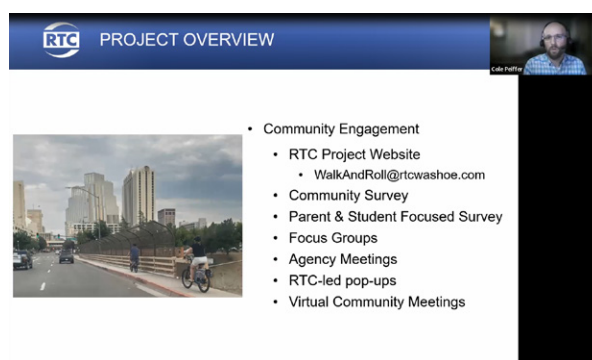 RTC
PROJECT OVERVIEW
Cole Peiffer
• Community Engagement
• RTC Project Website
• WalkAndRoll@rtcwashoe.com
• Community Survey
• Parent & Student Focused Survey
• Focus Groups
• Agency Meetings
• RTC-led pop-ups
• Virtual Community Meetings